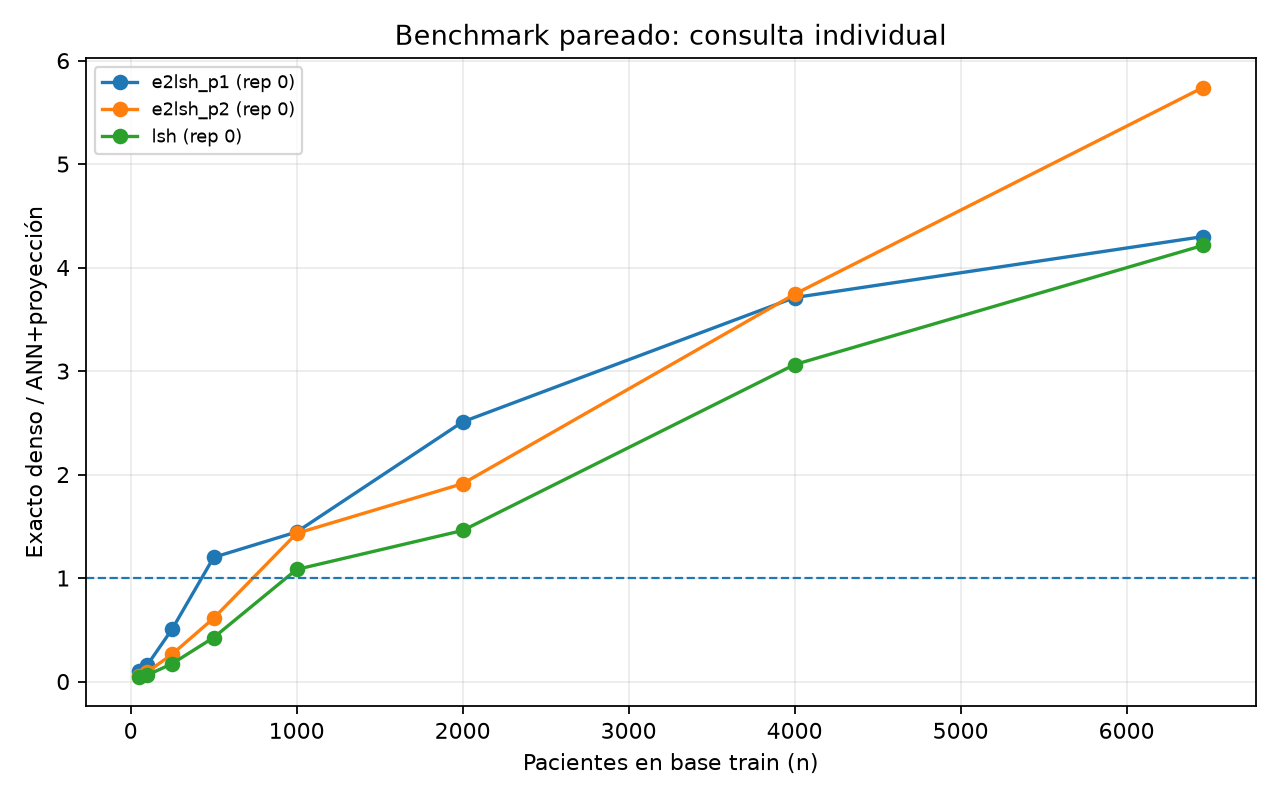 Benchmark pareado: consulta individual
e2lsh_p1 (rep 0)
e2lsh_p2 (rep 0)
lsh (rep 0)
Exacto denso / ANN+proyección
6
5
4
3
2
1
0
0 1000 2000 3000 4000 5000 6000
Pacientes en base train (n)